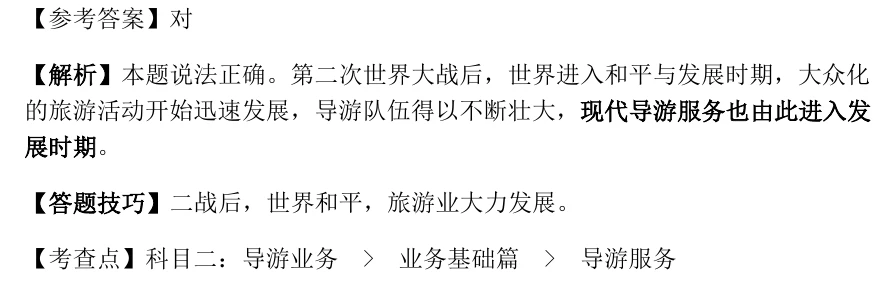 【参考答案】对
【解析】本题说法正确。第二次世界大战后，世界进入和平与发展时期，大众化
的旅游活动开始迅速发展，导游队伍得以不断壮大，现代导游服务也由此进入发
展时期。
【答题技巧】二战后，世界和平，旅游业大力发展。
【考查点】科目二：导游业务 > 业务基础篇 > 导游服务